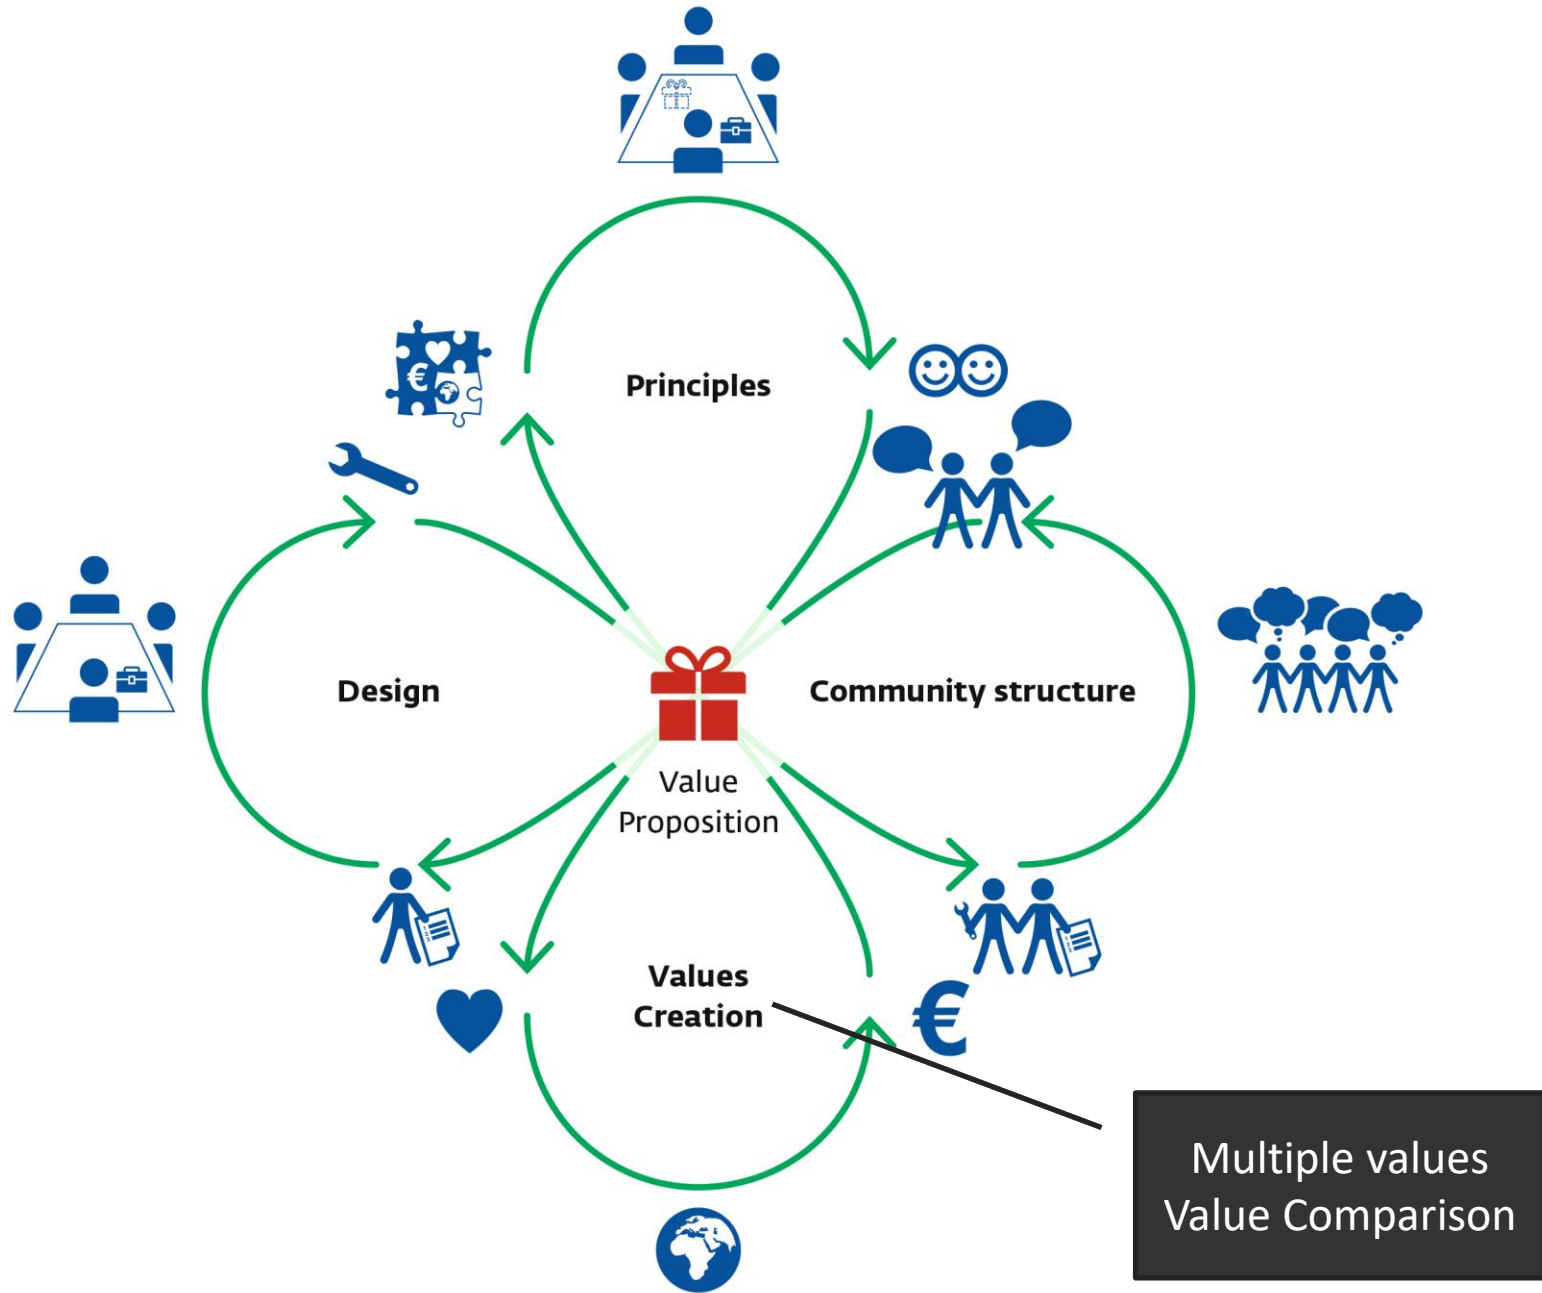 Principles
Design
Community structure
Value
Proposition
Values
Creation
€
€
Multiple values
Value Comparison